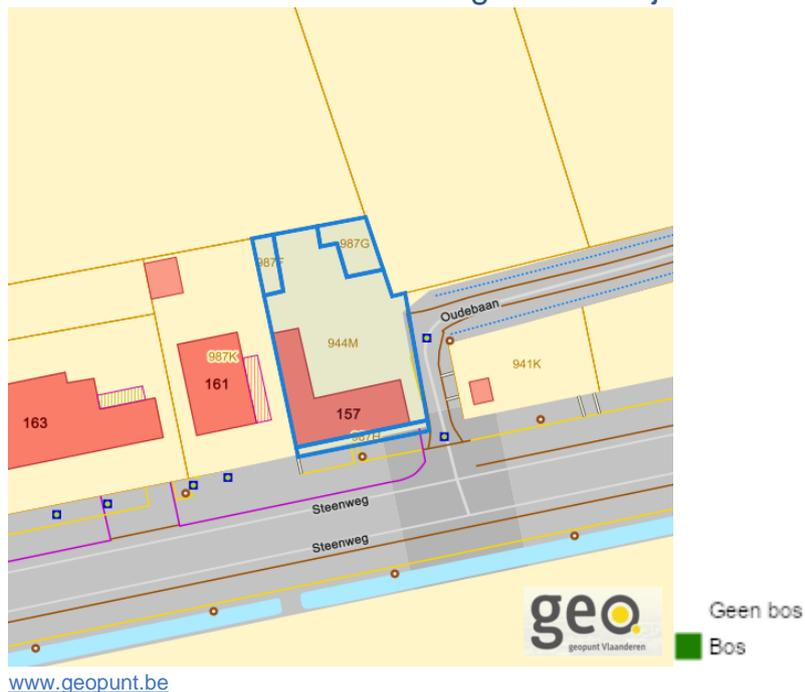 987F
987G
Oudebaan
944M
987K
161
941K
163
157
987H
Steenweg
Steenweg
geo
geopunt Vlaanderen
Geen bos
Bos
www.geopunt.be